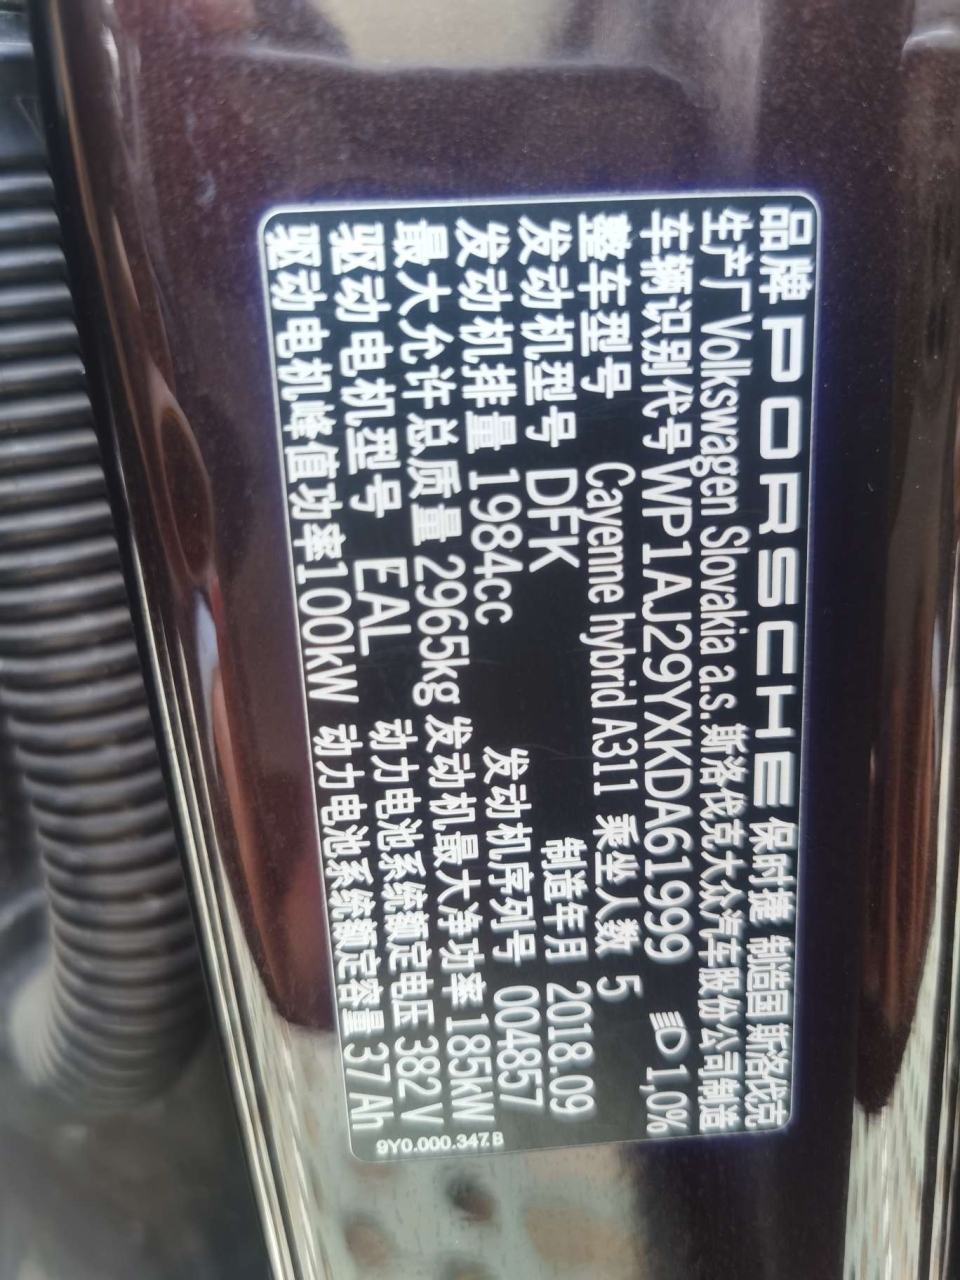 品牌 PORSCHE 保时捷 制造国 斯洛伐克
生产厂 Volkswagen Slovakia a.s. 斯洛伐克大众汽车股份公司制造
车辆识别代号 WP1AJ29YXKDA61999 1,0%
整车型号 Cayenne hybrid A311 乘坐人数 5
发动机型号 DFK 制造年月 2018.09
发动机排量 1984cc 发动机序列号 004857
最大允许总质量 2965kg 发动机最大净功率 185kW
驱动电机型号 EAL 动力电池系统额定电压 382V
驱动电机峰值功率 100kW 动力电池系统额定容量 37Ah
9Y0.000.347.B